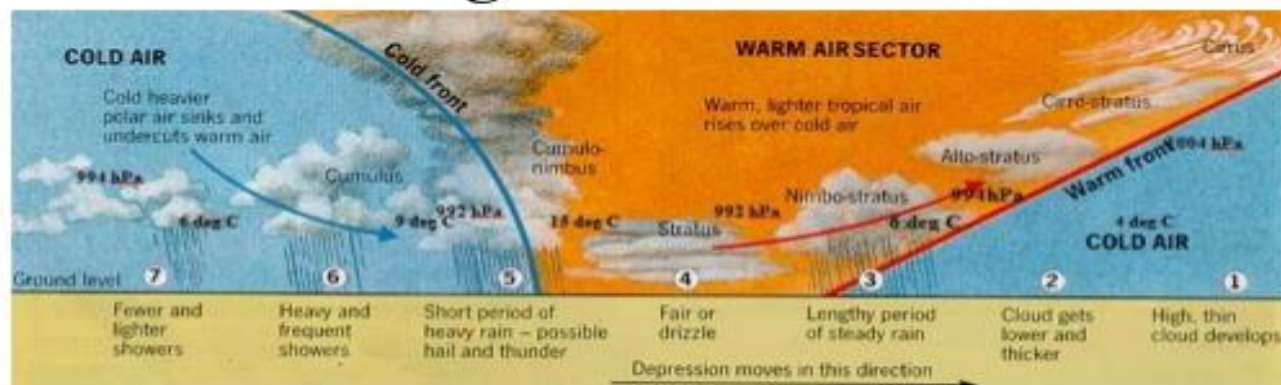 COLD AIR
Cold heavier
polar air sinks and
undercuts warm air
Cold front
WARM AIR SECTOR
Warm, lighter tropical air
rises over cold air
Cirrus
Cirro-stratus
Alto-stratus
Warm front
1004 hPa
Cumulo-
nimbus
Cumulus
Nimbo-stratus
Stratus
994 hPa
6 deg C
9 deg C
992 hPa
15 deg C
992 hPa
994 hPa
8 deg C
4 deg C
COLD AIR
Ground level
7
6
5
4
3
2
1
Fewer and
lighter
showers
Heavy and
frequent
showers
Short period of
heavy rain – possible
hail and thunder
Fair or
drizzle
Lengthy period
of steady rain
Cloud gets
lower and
thicker
High, thin
cloud develops
Depression moves in this direction